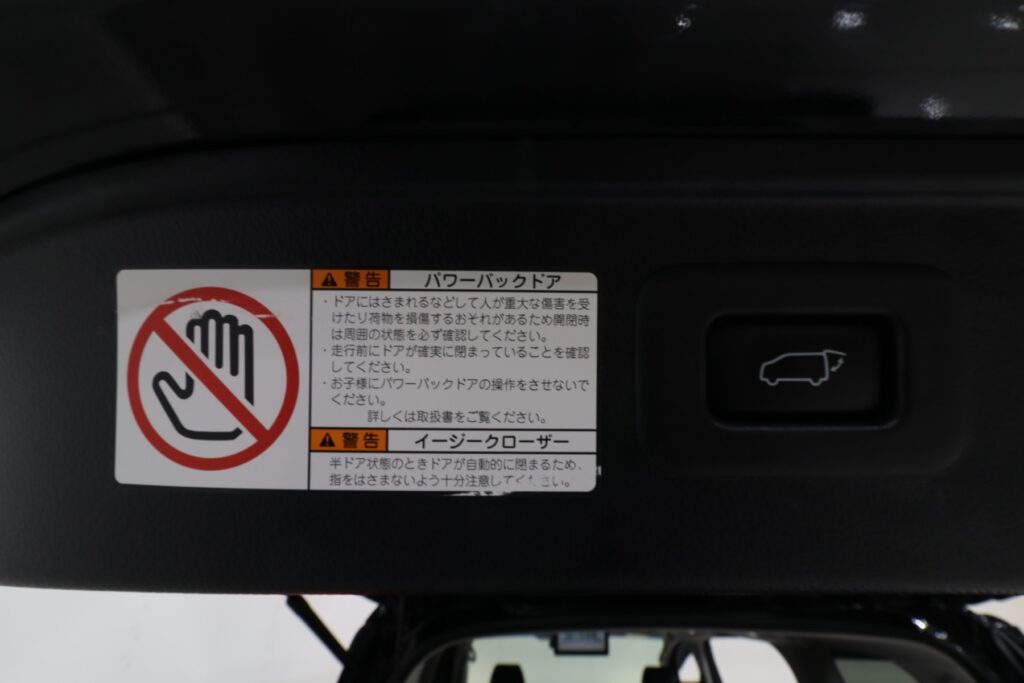 警告 パワーバックドア
・ドアにはさまれるなどして人が重大な傷害を受
けたり荷物を損傷するおそれがあるため開閉時
は周囲の状態を必ず確認してください。
・走行前にドアが確実に閉まっていることを確認
してください。
・お子様にパワーバックドアの操作をさせないで
ください。
詳しくは取扱書をご覧ください。
警告 イージークローザー
半ドア状態のときドアが自動的に閉まるため、
指をはさまないよう十分注意してください。